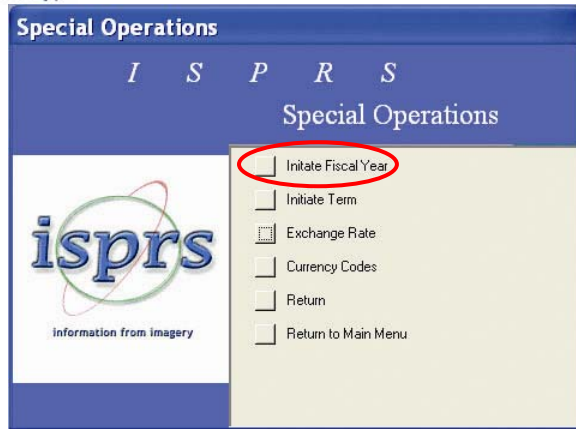 Special Operations
I S P R S
Special Operations
Initate Fiscal Year
Initiate Term
Exchange Rate
Currency Codes
Return
Return to Main Menu
isprs
information from imagery